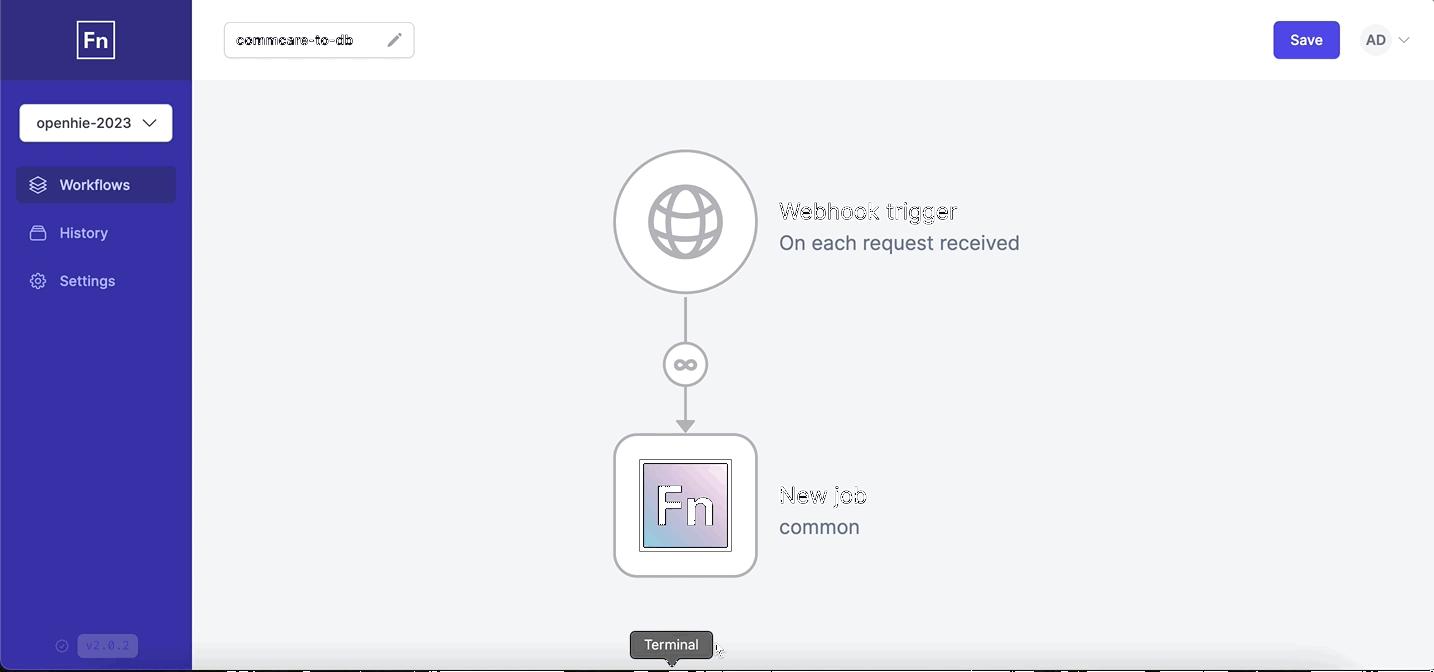 Fn
commcare-to-db
Save
AD
openhie-2023
Workflows
History
Settings
Webhook trigger
On each request received
Fn
New job
common
v2.0.2
Terminal